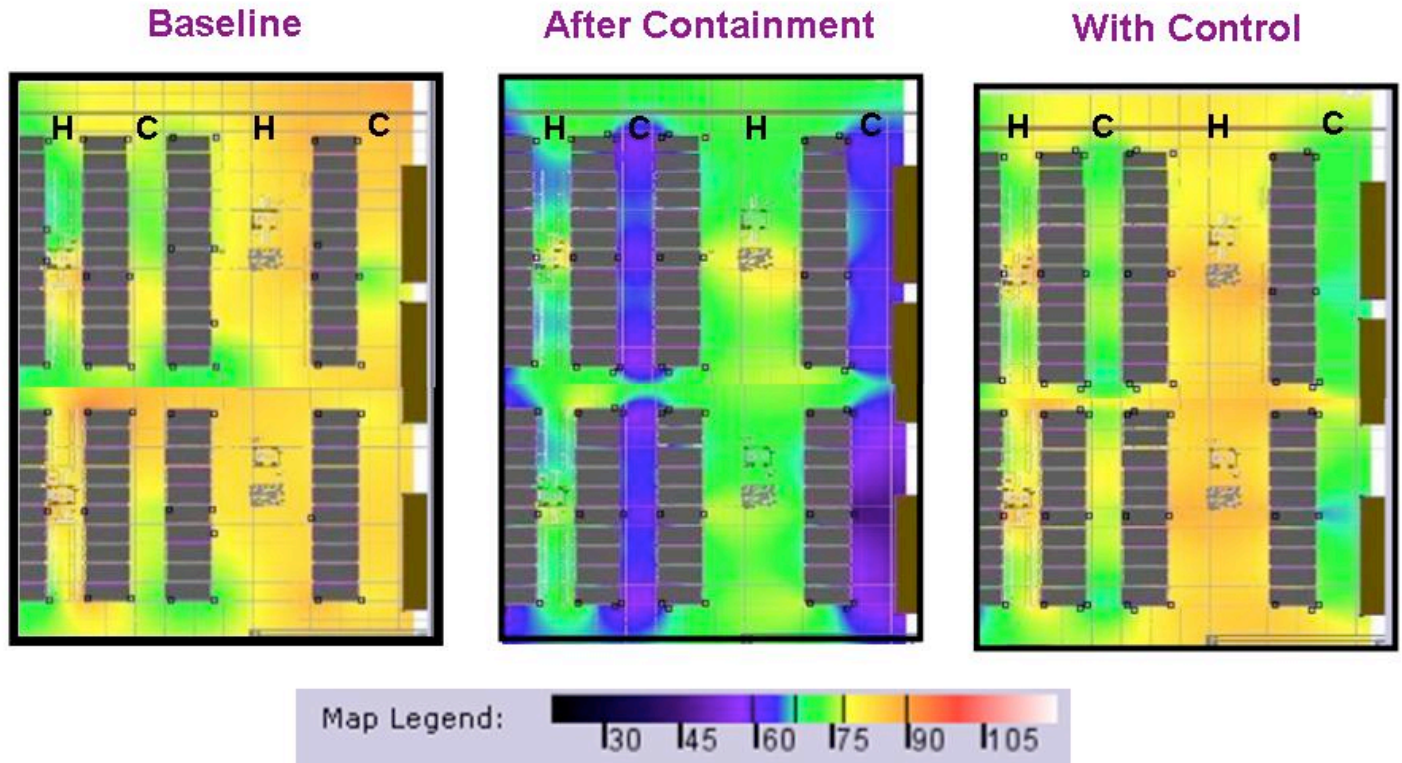 Baseline After Containment With Control
H C H C H C H C H C H C
Map Legend: 30 45 60 75 90 105